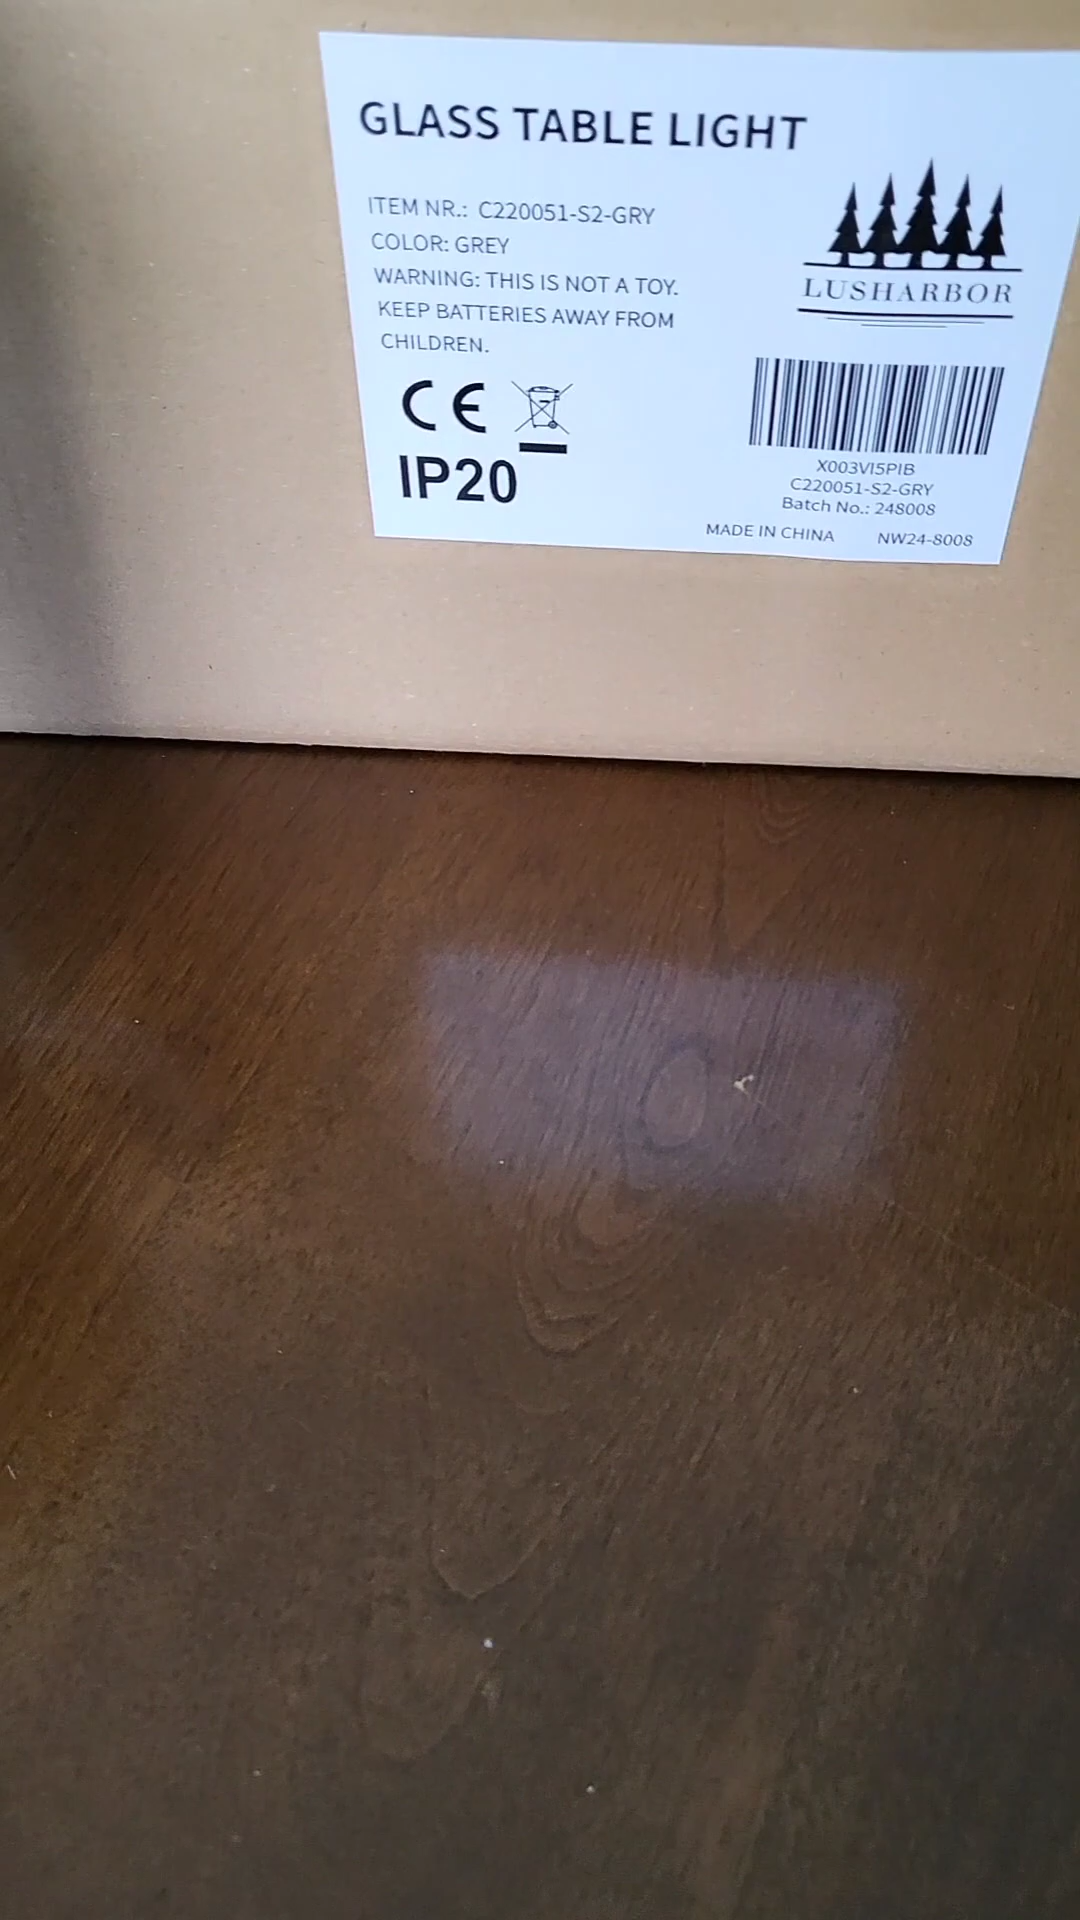 GLASS TABLE LIGHT
ITEM NR.: C220051-S2-GRY
COLOR: GREY
WARNING: THIS IS NOT A TOY.
KEEP BATTERIES AWAY FROM
CHILDREN.
CE
IP20
LUSHARBOR
X003VI5PIB
C220051-S2-GRY
Batch No.: 248008
MADE IN CHINA NW24-8008